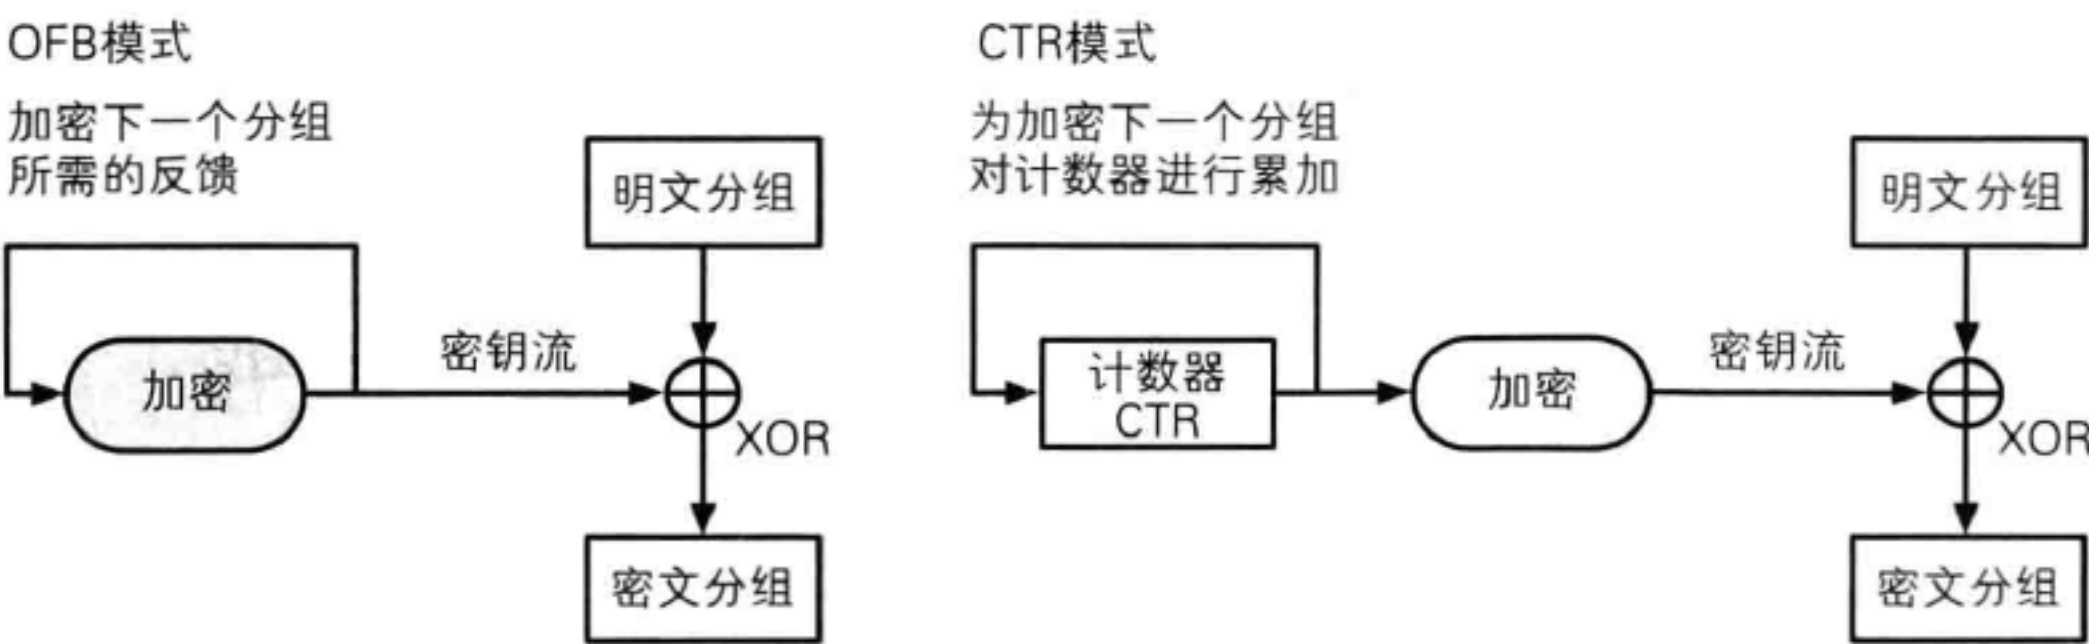 OFB模式
加密下一个分组
所需的反馈
明文分组
加密
密钥流
XOR
密文分组
CTR模式
为加密下一个分组
对计数器进行累加
明文分组
计数器
CTR
加密
密钥流
XOR
密文分组